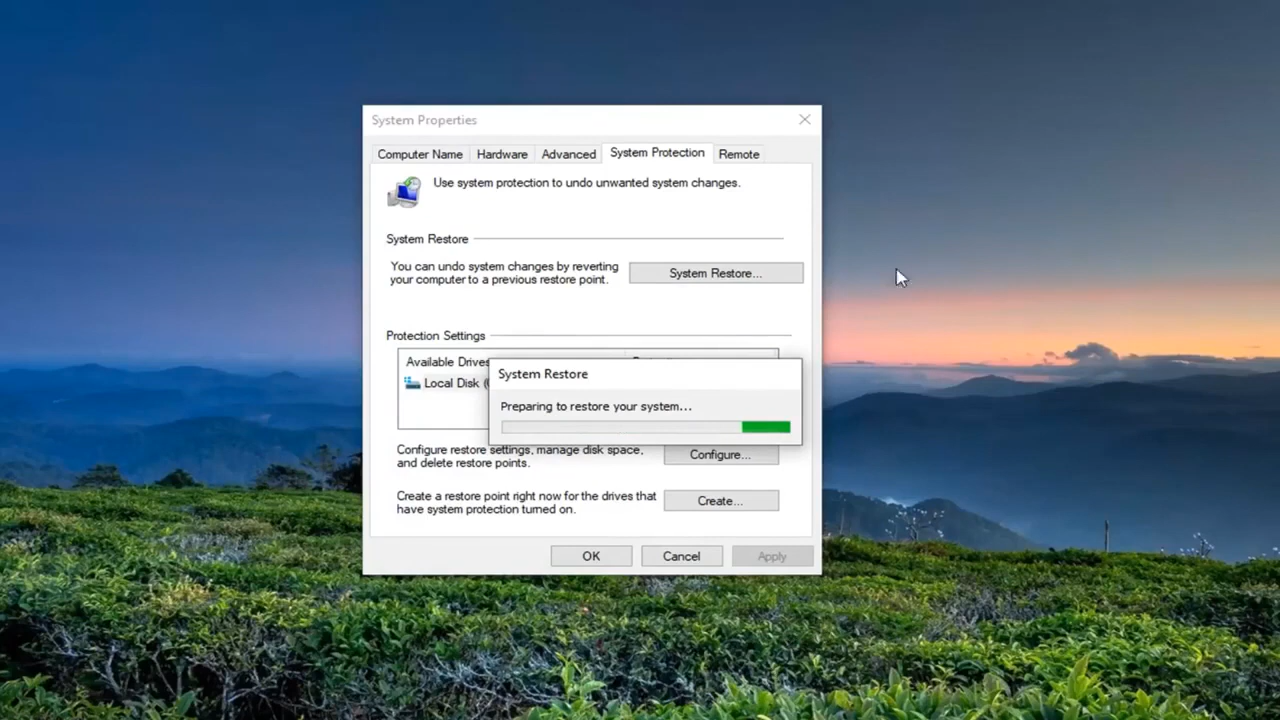 System Properties
Computer Name
Hardware
Advanced
System Protection
Remote
Use system protection to undo unwanted system changes.
System Restore
You can undo system changes by reverting
your computer to a previous restore point.
System Restore...
Protection Settings
Available Drives
Local Disk (
System Restore
Preparing to restore your system...
Configure restore settings, manage disk space,
and delete restore points.
Configure...
Create a restore point right now for the drives that
have system protection turned on.
Create...
OK
Cancel
Apply